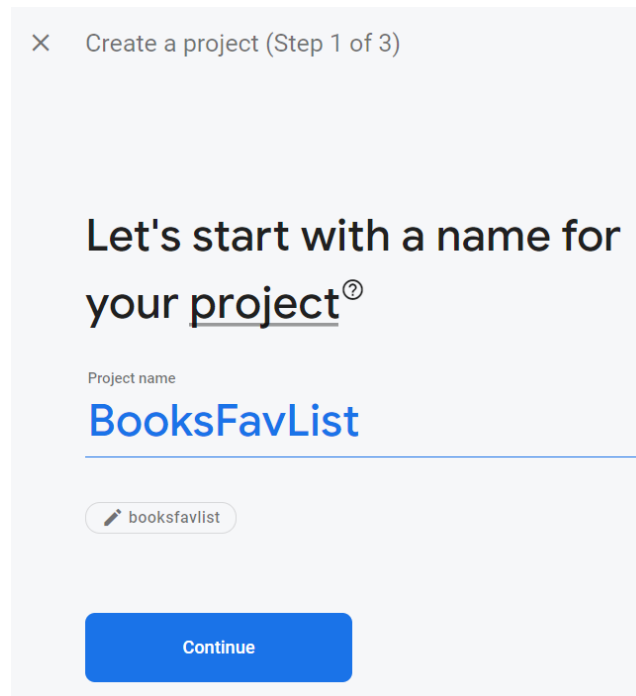 Create a project (Step 1 of 3)
Let's start with a name for
your project
Project name
BooksFavList
booksfavlist
Continue